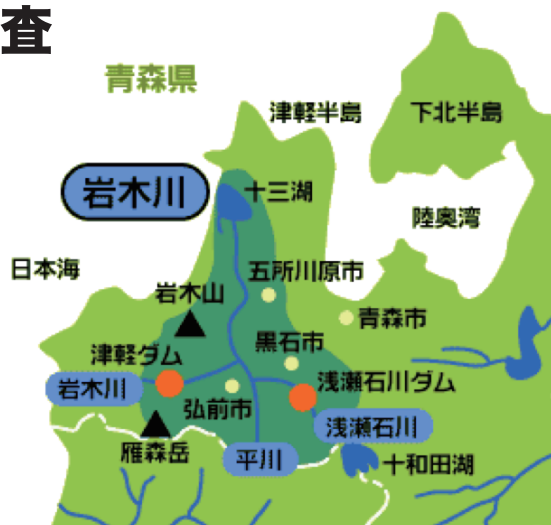 査
青森県
津軽半島
下北半島
岩木川
十三湖
陸奥湾
日本海
五所川原市
岩木山
青森市
黒石市
津軽ダム
浅瀬石川ダム
岩木川
弘前市
浅瀬石川
雁森岳
平川
十和田湖